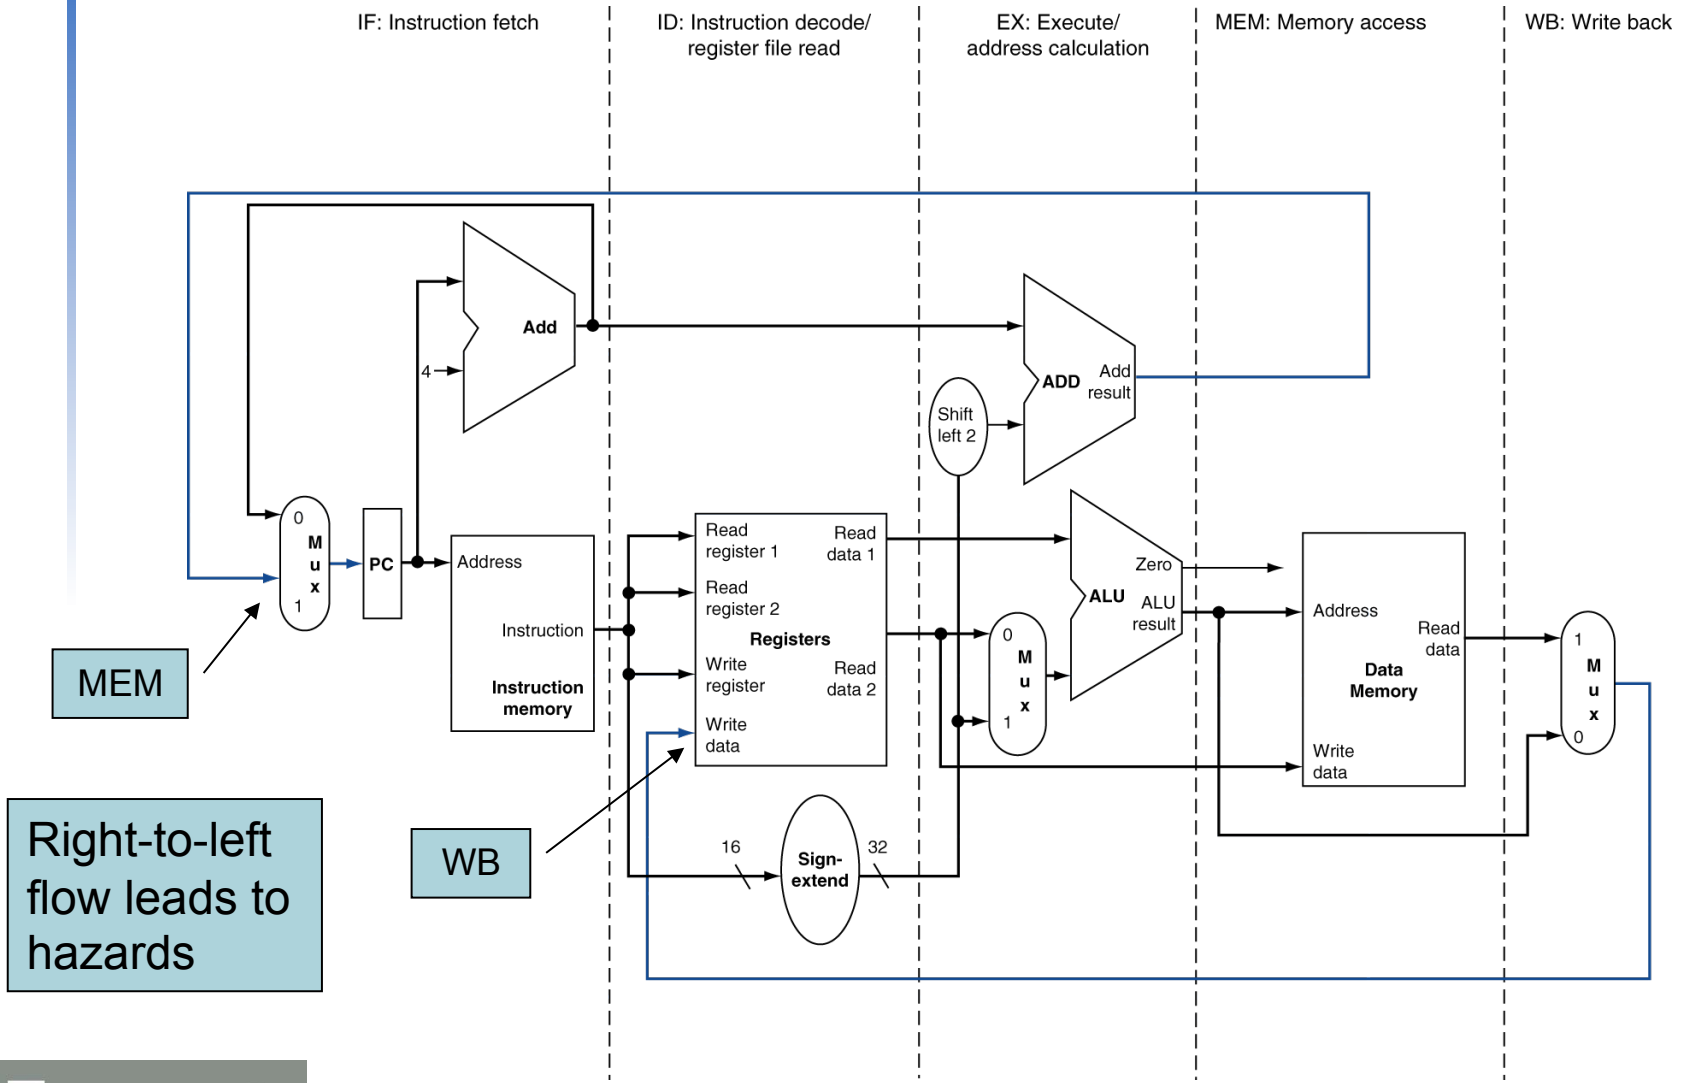 IF: Instruction fetch
ID: Instruction decode/
register file read
EX: Execute/
address calculation
MEM: Memory access
WB: Write back
Add
4
ADD
Add
result
Shift
left 2
0
M
u
x
1
PC
Address
Instruction
Instruction
memory
Read
register 1
Read
register 2
Write
register
Write
data
Registers
Read
data 1
Read
data 2
0
M
u
x
1
Zero
ALU
ALU
result
Address
Read
data
Data
Memory
Write
data
1
M
u
x
0
16
Sign-
extend
32
MEM
WB
Right-to-left
flow leads to
hazards